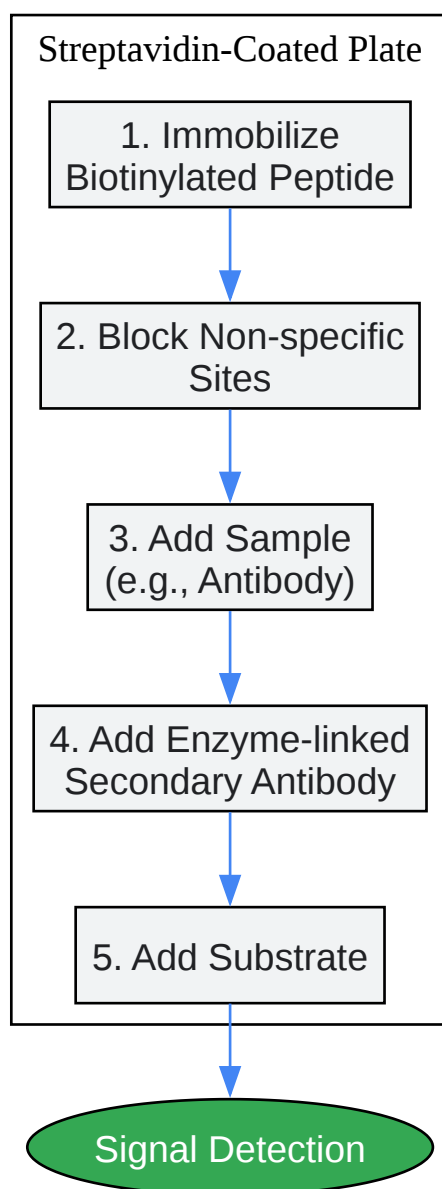 Streptavidin-Coated Plate
1. Immobilize
Biotinylated Peptide
2. Block Non-specific
Sites
3. Add Sample
(e.g., Antibody)
4. Add Enzyme-linked
Secondary Antibody
5. Add Substrate
Signal Detection